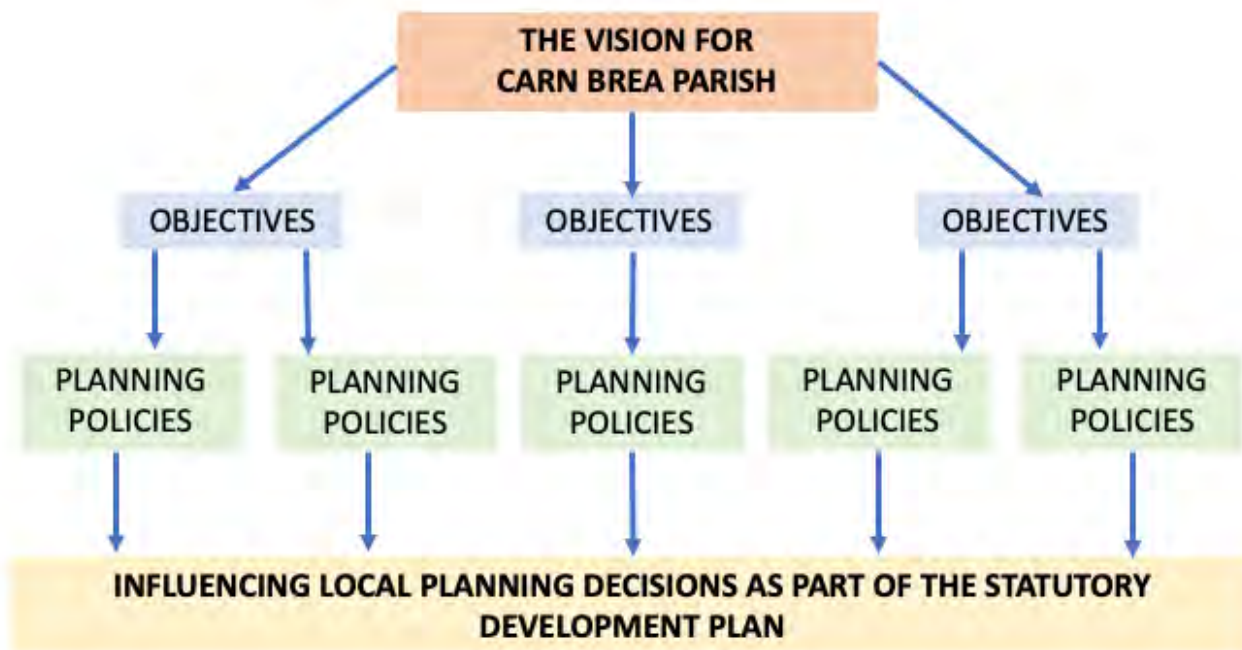 THE VISION FOR
CARN BREA PARISH
OBJECTIVES
OBJECTIVES
OBJECTIVES
PLANNING
POLICIES
PLANNING
POLICIES
PLANNING
POLICIES
PLANNING
POLICIES
PLANNING
POLICIES
INFLUENCING LOCAL PLANNING DECISIONS AS PART OF THE STATUTORY
DEVELOPMENT PLAN